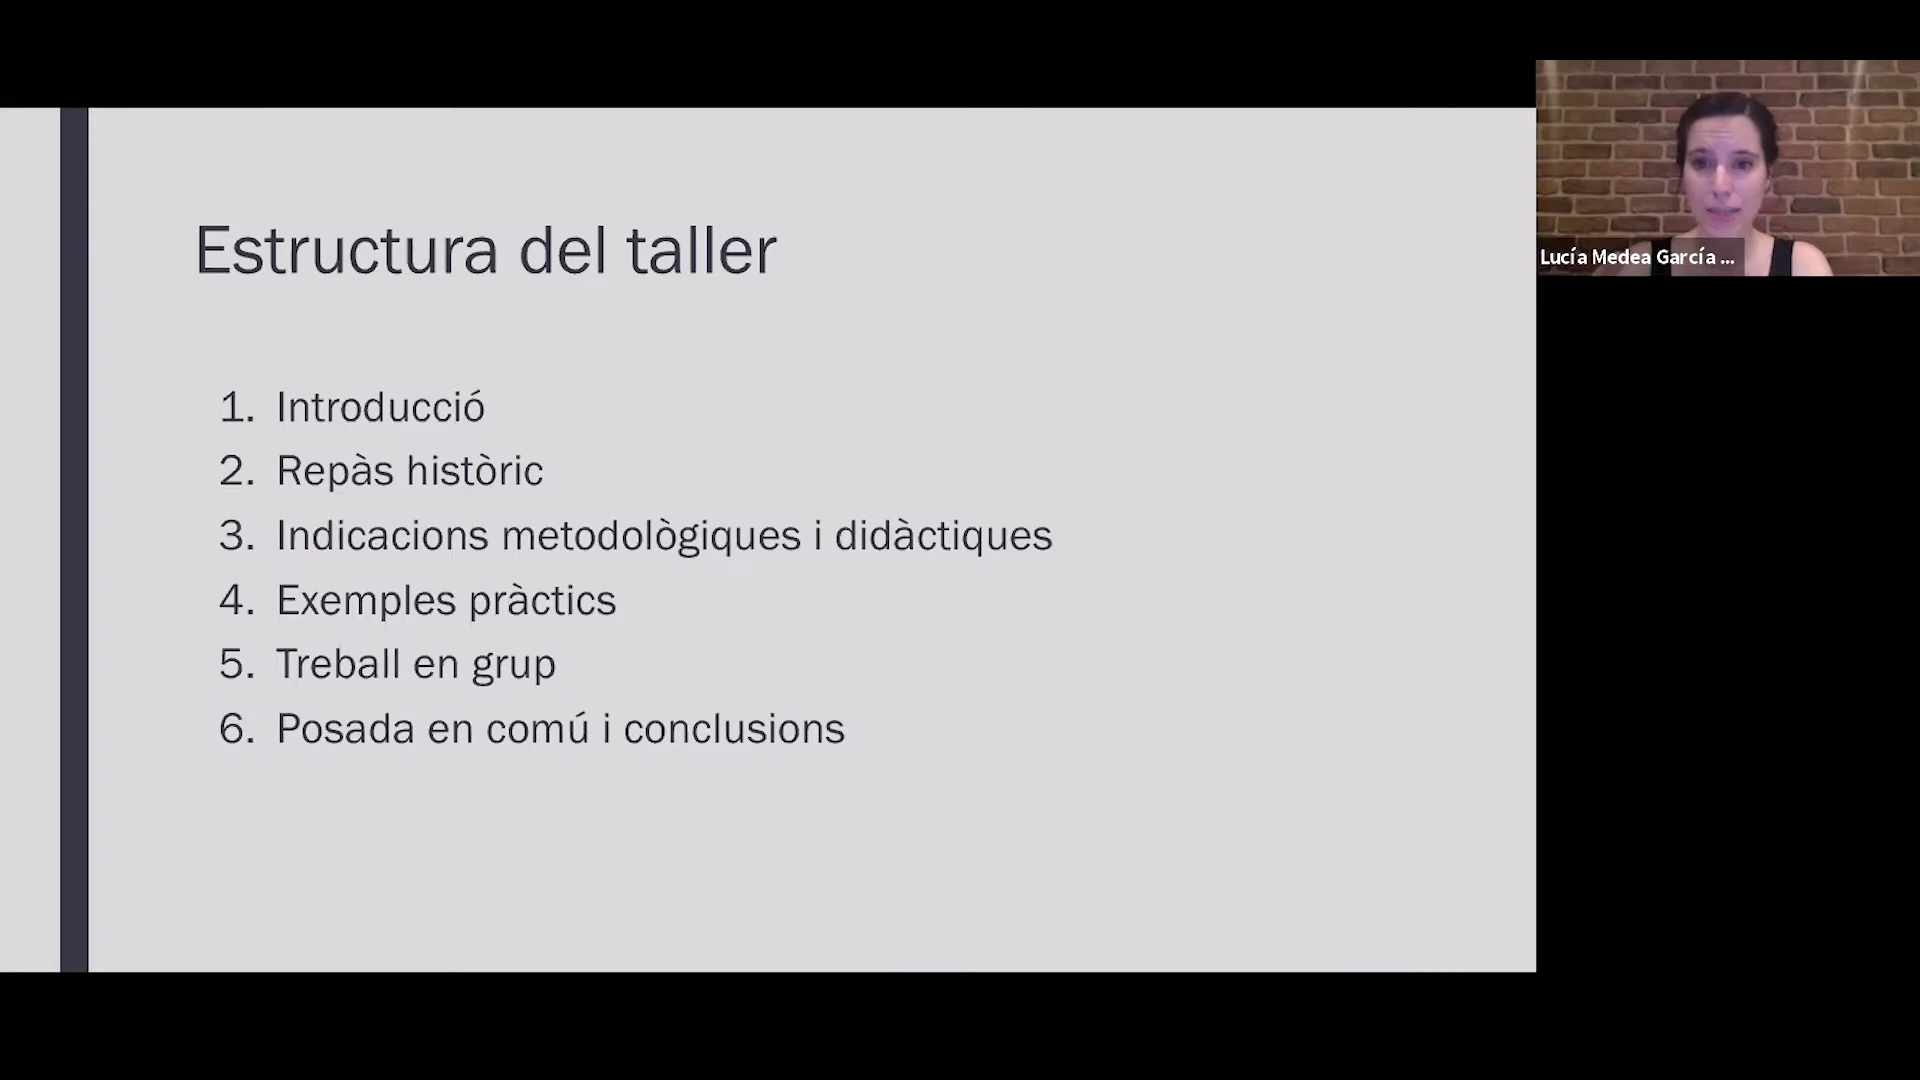 Estructura del taller
1. Introducció
2. Repàs històric
3. Indicacions metodològiques i didàctiques
4. Exemples pràctics
5. Treball en grup
6. Posada en comú i conclusions
Lucía Medea García ...